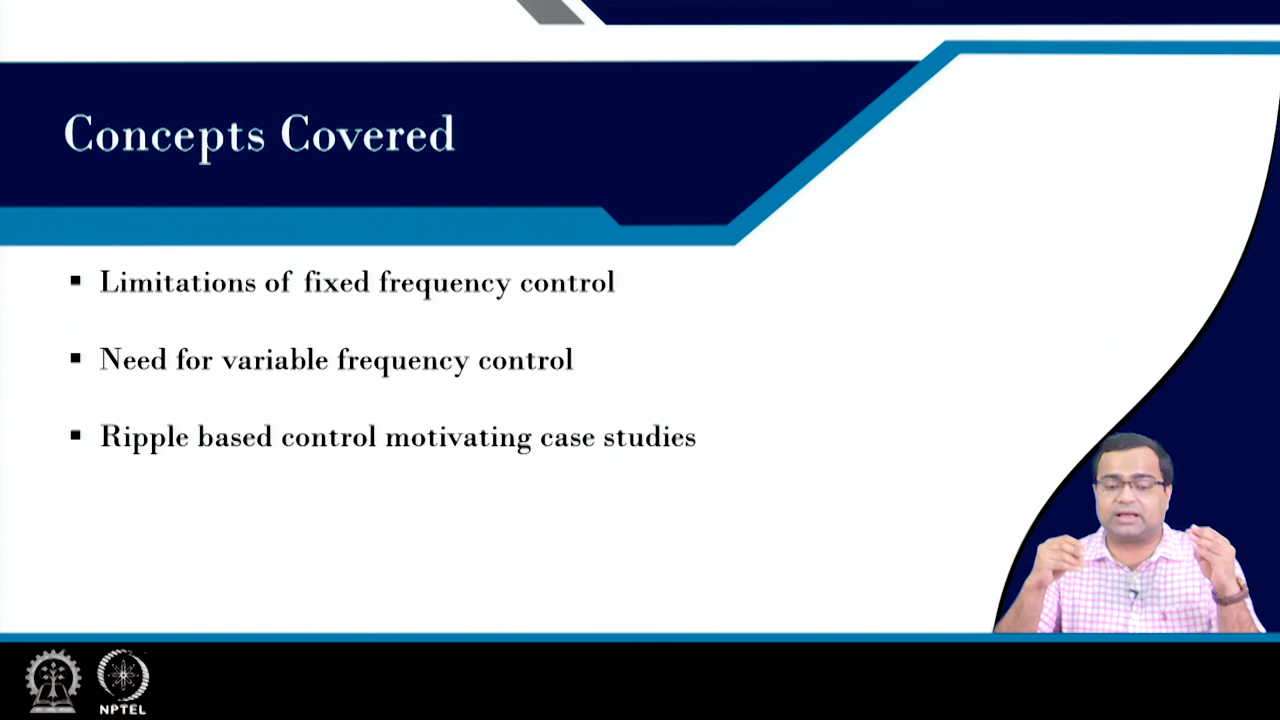 Concepts Covered
▪ Limitations of fixed frequency control
▪ Need for variable frequency control
▪ Ripple based control motivating case studies
NPTEL